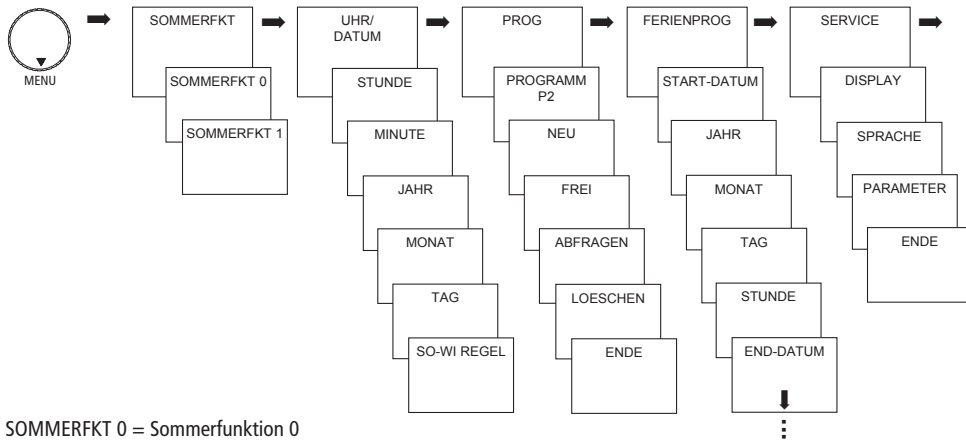 MENU
SOMMERFKT
SOMMERFKT 0
SOMMERFKT 1
UHR/
DATUM
STUNDE
MINUTE
JAHR
MONAT
TAG
SO-WI REGEL
PROG
PROGRAMM
P2
NEU
FREI
ABFRAGEN
LOESCHEN
ENDE
FERIENPROG
START-DATUM
JAHR
MONAT
TAG
STUNDE
END-DATUM
SERVICE
DISPLAY
SPRACHE
PARAMETER
ENDE
SOMMERFKT 0 = Sommerfunktion 0